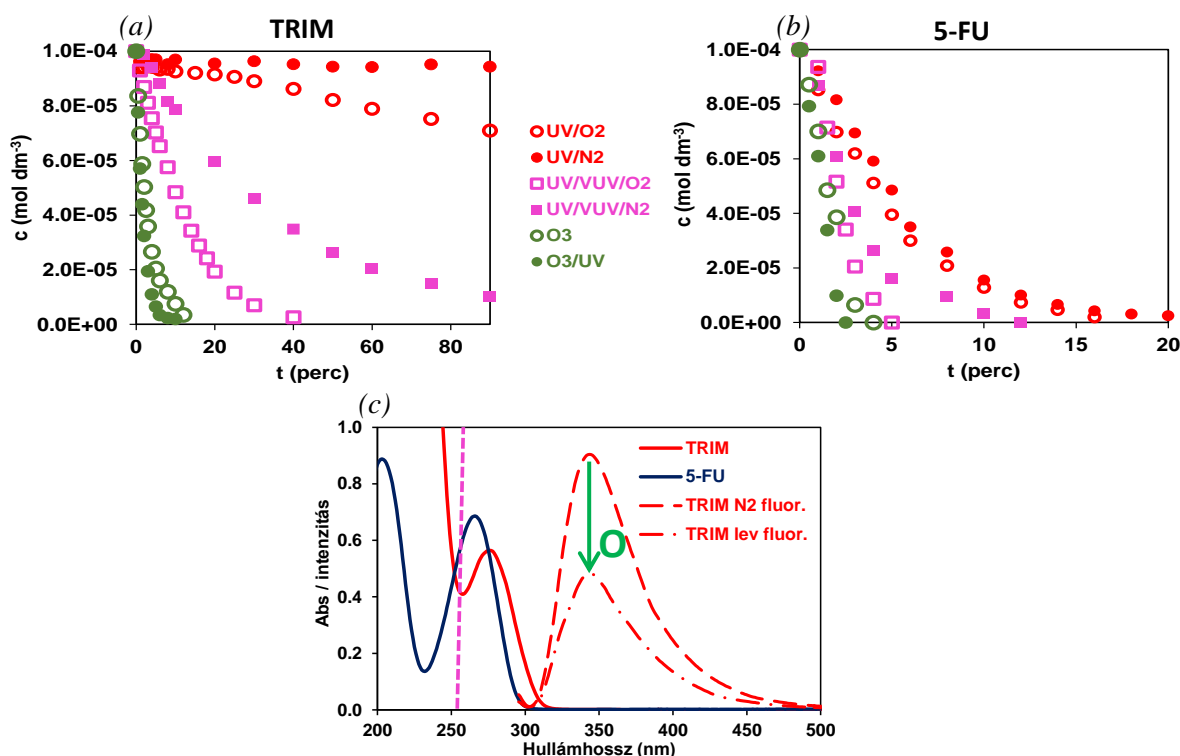 (a)
TRIM
1.0E-04
8.0E-05
6.0E-05
4.0E-05
2.0E-05
0.0E+00
c (mol dm⁻³)
0
20
40
60
80
t (perc)
UV/O2
UV/N2
UV/VUV/O2
UV/VUV/N2
O3
O3/UV
(b)
5-FU
1.0E-04
8.0E-05
6.0E-05
4.0E-05
2.0E-05
0.0E+00
c (mol dm⁻³)
0
5
10
15
20
t (perc)
(c)
1.0
0.8
0.6
0.4
0.2
0.0
Abs / intenzitás
200
250
300
350
400
450
500
Hullámhossz (nm)
TRIM
5-FU
TRIM N2 fluor.
TRIM lev fluor.
O